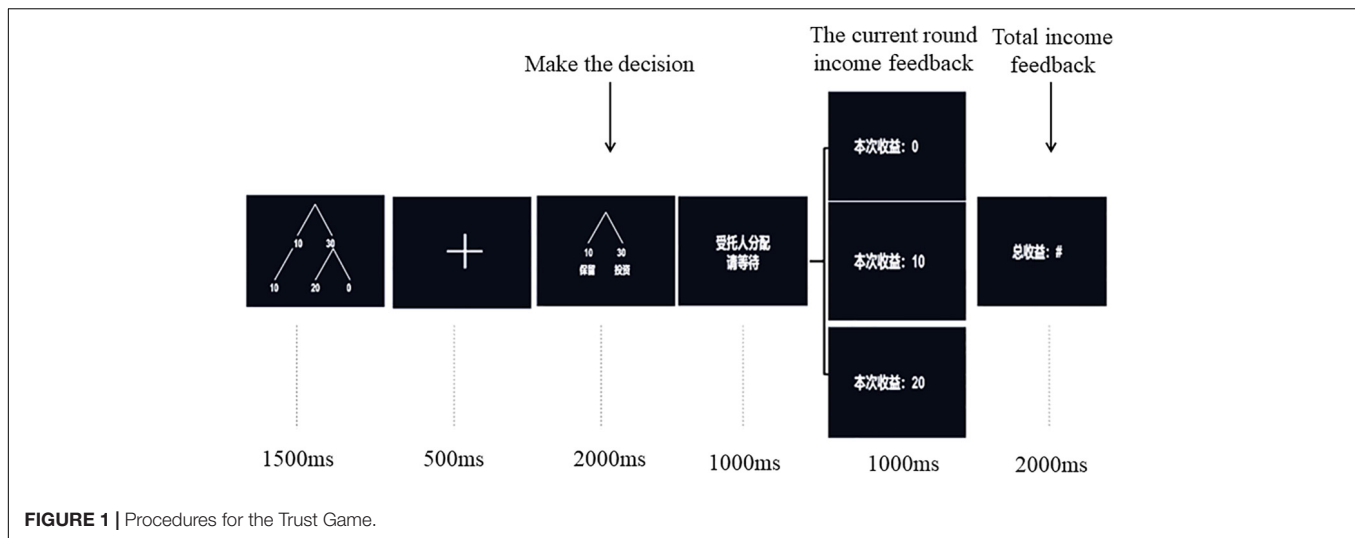 Make the decision
The current round
income feedback
Total income
feedback
10 30
10 20 0
10 30
保留 投资
受托人分配
请等待
本次收益：0
本次收益：10
本次收益：20
总收益：#
1500ms
500ms
2000ms
1000ms
1000ms
2000ms
FIGURE 1 | Procedures for the Trust Game.